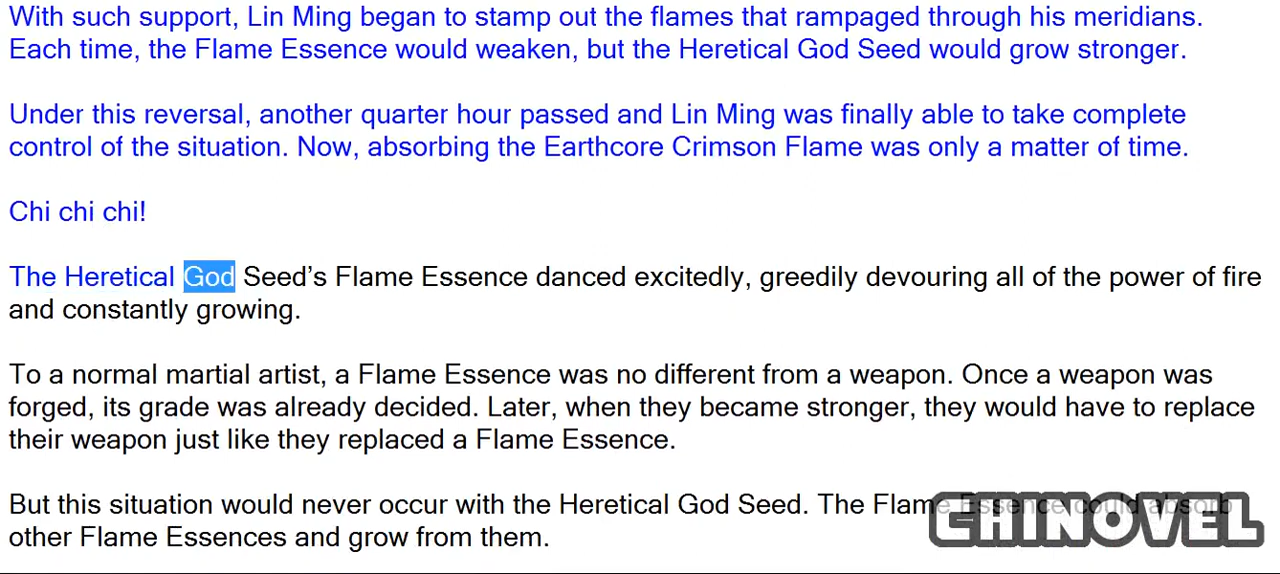 With such support, Lin Ming began to stamp out the flames that rampaged through his meridians.
Each time, the Flame Essence would weaken, but the Heretical God Seed would grow stronger.
Under this reversal, another quarter hour passed and Lin Ming was finally able to take complete
control of the situation. Now, absorbing the Earthcore Crimson Flame was only a matter of time.
Chi chi chi!
The Heretical God Seed’s Flame Essence danced excitedly, greedily devouring all of the power of fire
and constantly growing.
To a normal martial artist, a Flame Essence was no different from a weapon. Once a weapon was
forged, its grade was already decided. Later, when they became stronger, they would have to replace
their weapon just like they replaced a Flame Essence.
But this situation would never occur with the Heretical God Seed. The Flame Essence could absorb
other Flame Essences and grow from them.
CHINOVEL